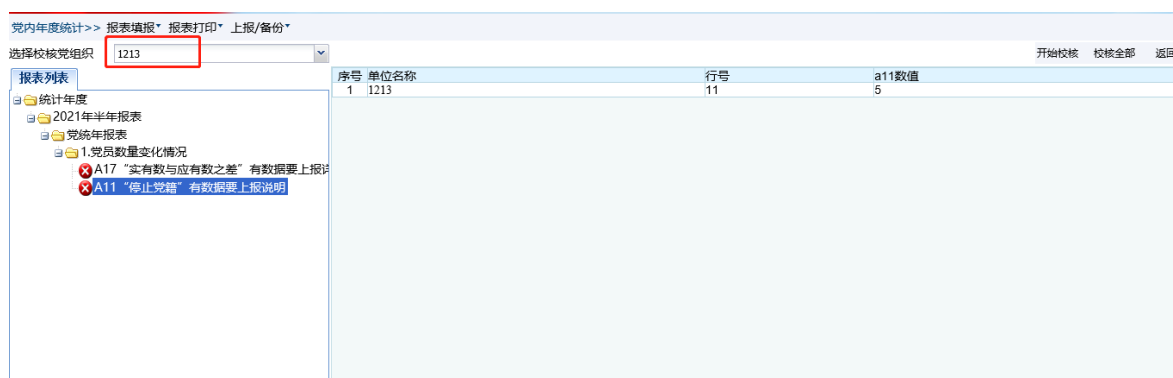 党内年度统计>> 报表填报 报表打印 上报/备份
选择校核党组织 1213 开始校核 校核全部 返回
报表列表
序号 单位名称 行号 a11数值
1 1213 11 5
统计年度
2021年半年报表
党统年报表
1.党员数量变化情况
A17“实有数与应有数之差”有数据要上报
A11“停止党籍”有数据要上报说明